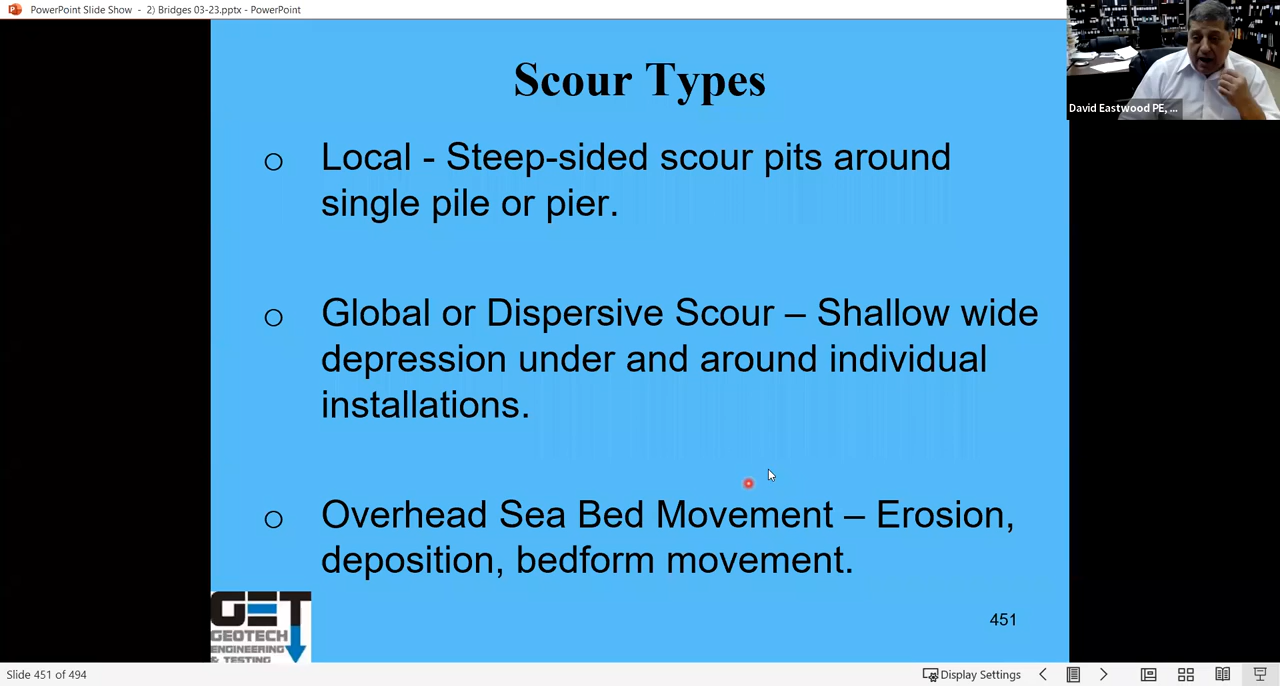 PowerPoint Slide Show - 2) Bridges 03-23.pptx - PowerPoint
David Eastwood PE, ...
Scour Types
o Local - Steep-sided scour pits around
single pile or pier.
o Global or Dispersive Scour – Shallow wide
depression under and around individual
installations.
o Overhead Sea Bed Movement – Erosion,
deposition, bedform movement.
GET
GEOTECH
ENGINEERING
& TESTING
451
Slide 451 of 494
Display Settings